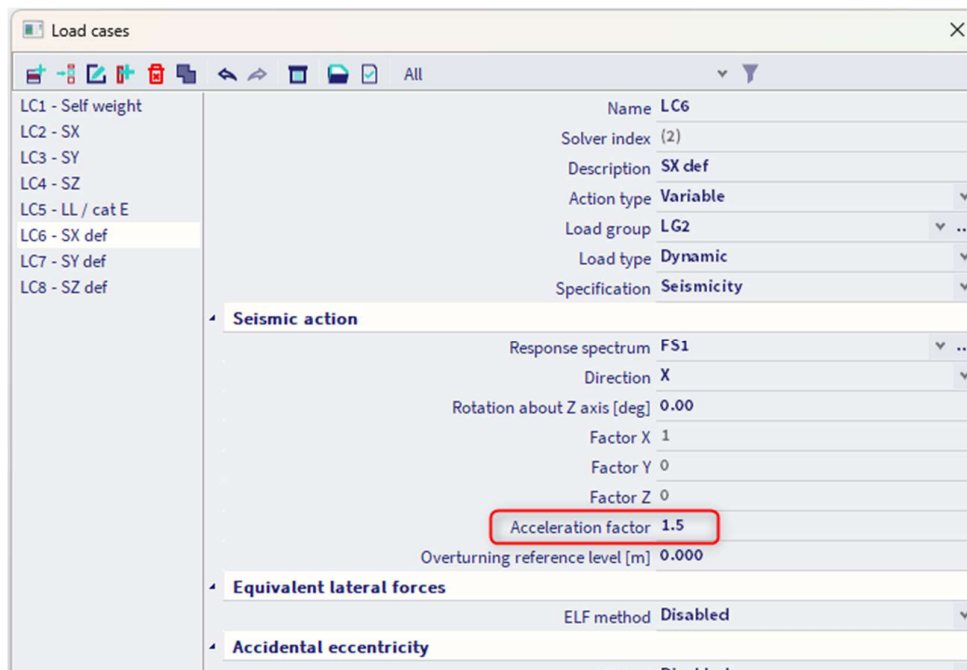 Load cases
All
LC1 - Self weight
LC2 - SX
LC3 - SY
LC4 - SZ
LC5 - LL / cat E
LC6 - SX def
LC7 - SY def
LC8 - SZ def
Name LC6
Solver index (2)
Description SX def
Action type Variable
Load group LG2
Load type Dynamic
Specification Seismicity
Seismic action
Response spectrum FS1
Direction X
Rotation about Z axis [deg] 0.00
Factor X 1
Factor Y 0
Factor Z 0
Acceleration factor 1.5
Overturning reference level [m] 0.000
Equivalent lateral forces
ELF method Disabled
Accidental eccentricity